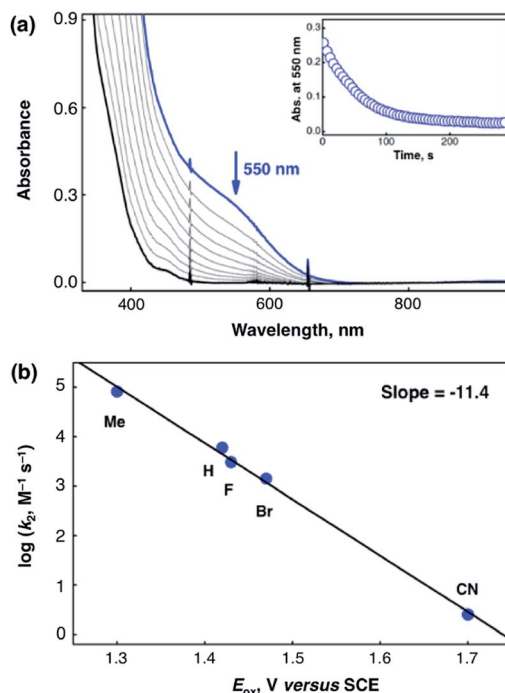 (a)
0.9
0.6
0.3
0.0
Absorbance
400
600
800
Wavelength, nm
550 nm
Abs. at 550 nm
0.3
0.2
0.1
0.0
0
100
200
Time, s
(b)
Slope = -11.4
log (k₂, M⁻¹ s⁻¹)
5
4
3
2
1
0
Me
H
F
Br
CN
1.3
1.4
1.5
1.6
1.7
Eₒₓ, V versus SCE